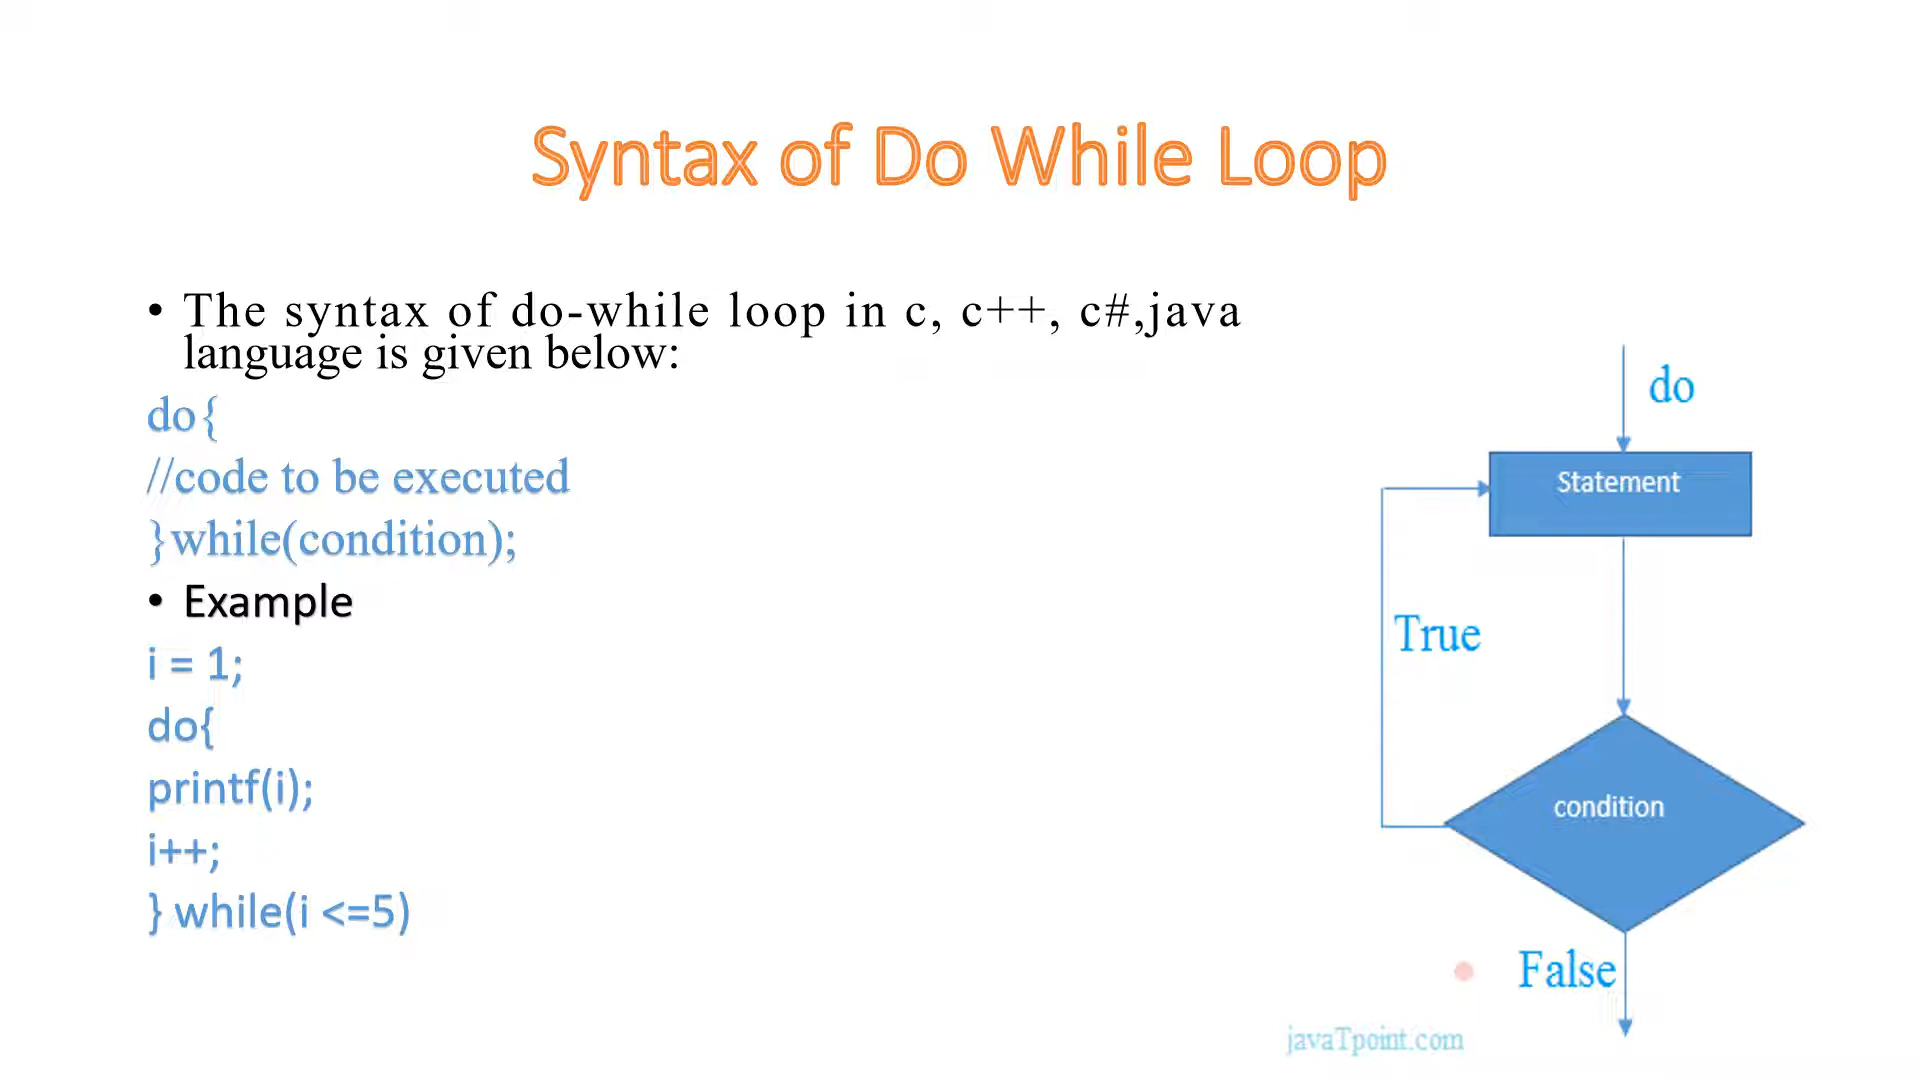 Syntax of Do While Loop
• The syntax of do-while loop in c, c++, c#,java
language is given below:
do{
//code to be executed
}while(condition);
• Example
i = 1;
do{
printf(i);
i++;
} while(i <=5)
do
Statement
True
condition
False
javaTpoint.com